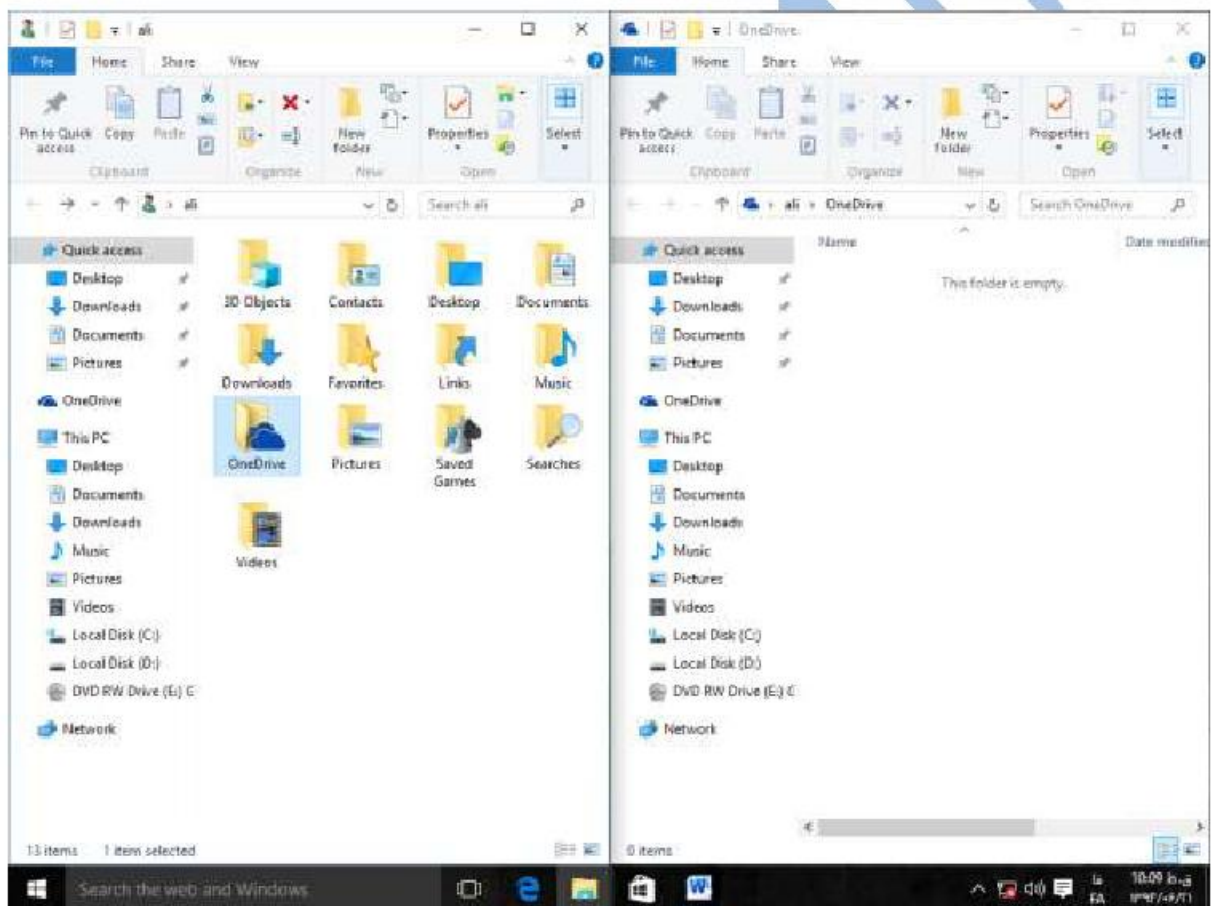 ali
File Home Share View
Pin to Quick access Copy Paste
New folder
Properties
Select
Clipboard Organize New Open
ali
Search ali
Quick access
Desktop
Downloads
Documents
Pictures
OneDrive
This PC
Desktop
Documents
Downloads
Music
Pictures
Videos
Local Disk (C:)
Local Disk (D:)
DVD RW Drive (E:) C
Network
3D Objects Contacts Desktop Documents
Downloads Favorites Links Music
OneDrive Pictures Saved Games Searches
Videos
13 items 1 item selected
OneDrive
File Home Share View
Pin to Quick access Copy Paste
New folder
Properties
Select
Clipboard Organize New Open
ali OneDrive
Search OneDrive
Name Date modified
This folder is empty.
Quick access
Desktop
Downloads
Documents
Pictures
OneDrive
This PC
Desktop
Documents
Downloads
Music
Pictures
Videos
Local Disk (C:)
Local Disk (D:)
DVD RW Drive (E:) C
Network
0 items
Search the web and Windows
فا
FA
10:09 ق.ظ